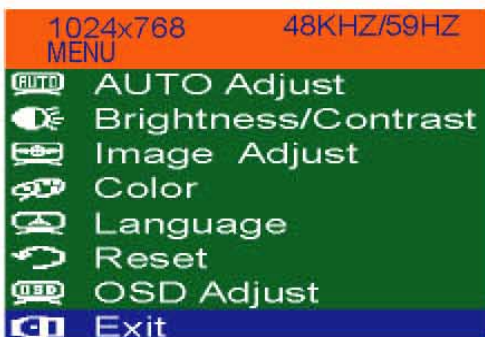 1024x768 48KHZ/59HZ
MENU
AUTO AUTO Adjust
Brightness/Contrast
Image Adjust
Color
Language
Reset
OSD OSD Adjust
Exit